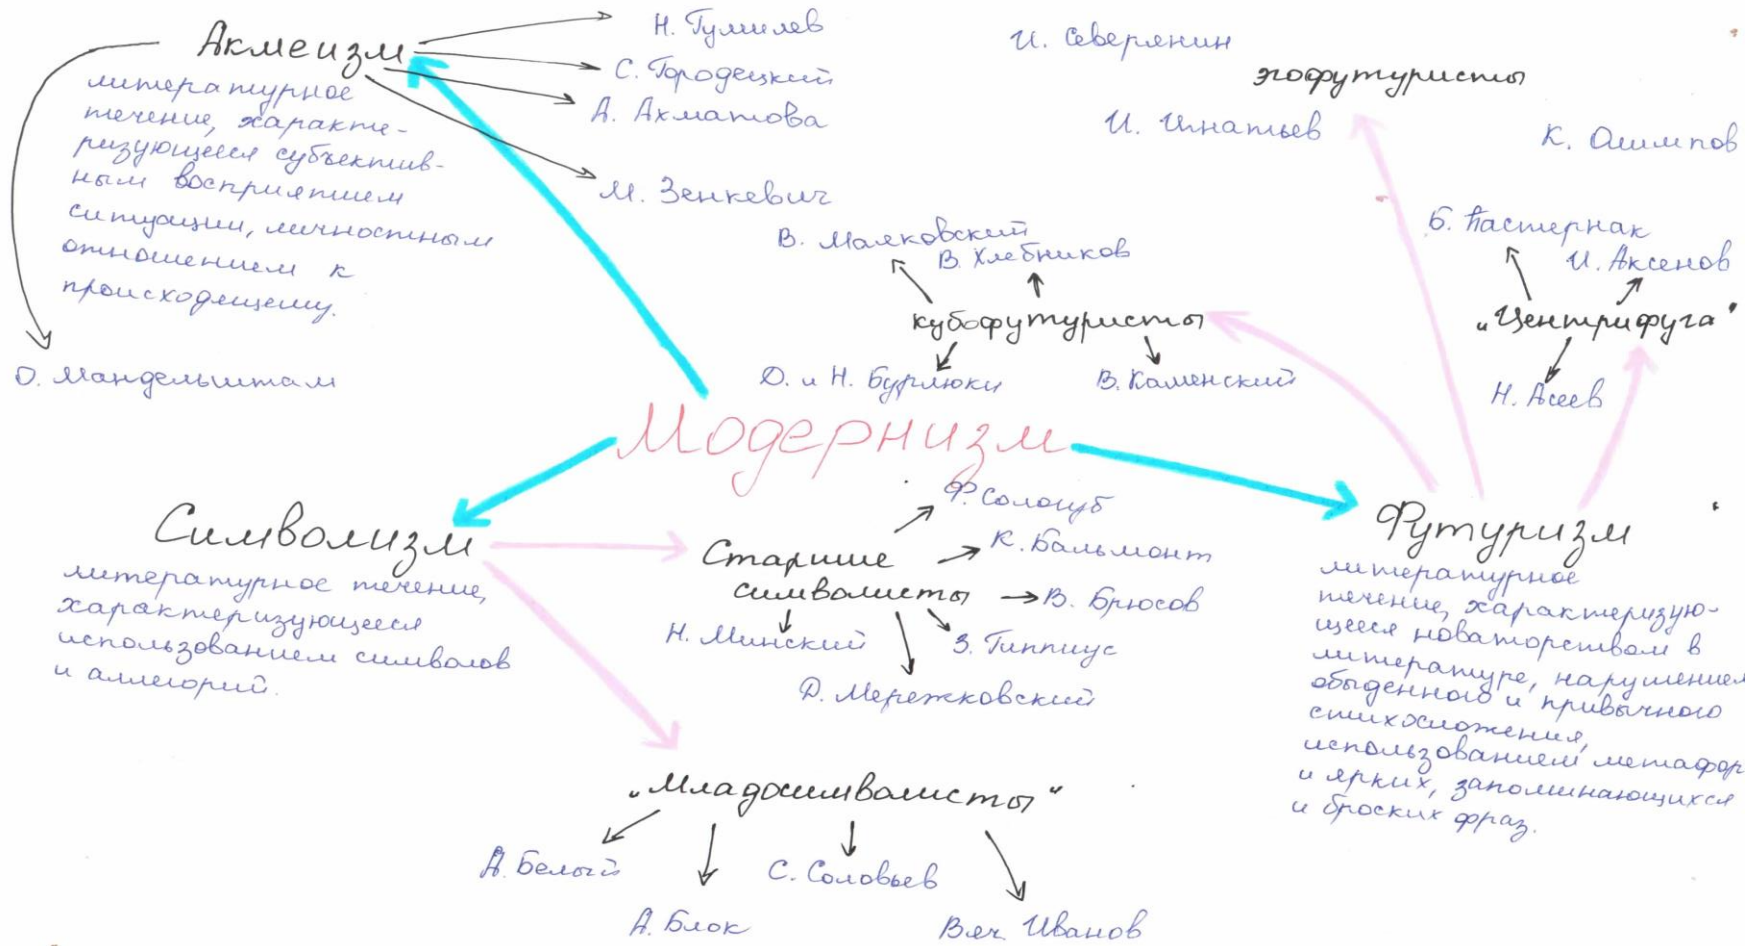 Акмеизм
литературное
течение, характе-
ризующееся субъектив-
ным восприятием
ситуации, личностным
отношением к
происходящему.
Н. Гумилев
С. Городецкий
А. Ахматова
М. Зенкевич
О. Мандельштам
И. Северянин
эгофутуристы
И. Игнатьев
К. Олимпов
В. Маяковский
В. Хлебников
кубофутуристы
Д. и Н. Бурлюки
В. Каменский
Б. Пастернак
И. Аксенов
„Центрифуга"
Н. Асеев
Модернизм
Символизм
литературное течение,
характеризующееся
использованием символов
и аллегорий.
Старшие
символисты
Ф. Сологуб
К. Бальмонт
В. Брюсов
Н. Минский
З. Гиппиус
Д. Мережковский
Футуризм
литературное
течение, характеризую-
щееся новаторством в
литературе, нарушением
обыденного и привычного
стихосложения,
использованием метафор
и ярких, запоминающихся
и броских фраз.
„Младосимволисты"
А. Белый
А. Блок
С. Соловьев
Вяч. Иванов